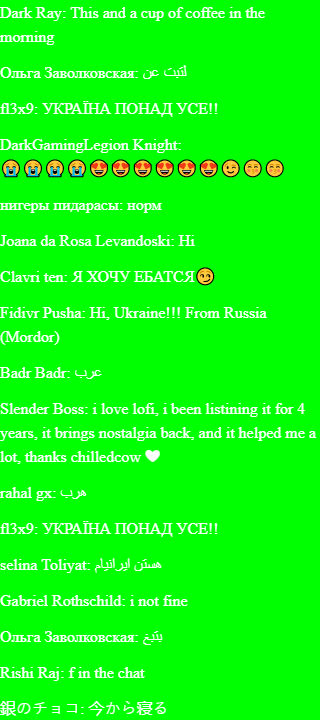 Dark Ray: This and a cup of coffee in the
morning
Ольга Заволковская: لتبت عن
fl3x9: УКРАЇНА ПОНАД УСЕ!!
DarkGamingLegion Knight:
😭😭😭😭🤩🤩🤩🤩🤩🤩😉😁😁
нигеры пидарасы: норм
Joana da Rosa Levandoski: Hi
Clavri ten: Я ХОЧУ ЕБАТСЯ😏
Fidivr Pusha: Hi, Ukraine!!! From Russia
(Mordor)
Badr Badr: عرب
Slender Boss: i love lofi, i been listining it for 4
years, it brings nostalgia back, and it helped me a
lot, thanks chilledcow 🤍
rahal gx: هرب
fl3x9: УКРАЇНА ПОНАД УСЕ!!
selina Toliyat: هستن ایرانیام
Gabriel Rothschild: i not fine
Ольга Заволковская:
Rishi Raj: f in the chat
銀のチョコ: 今から寝る